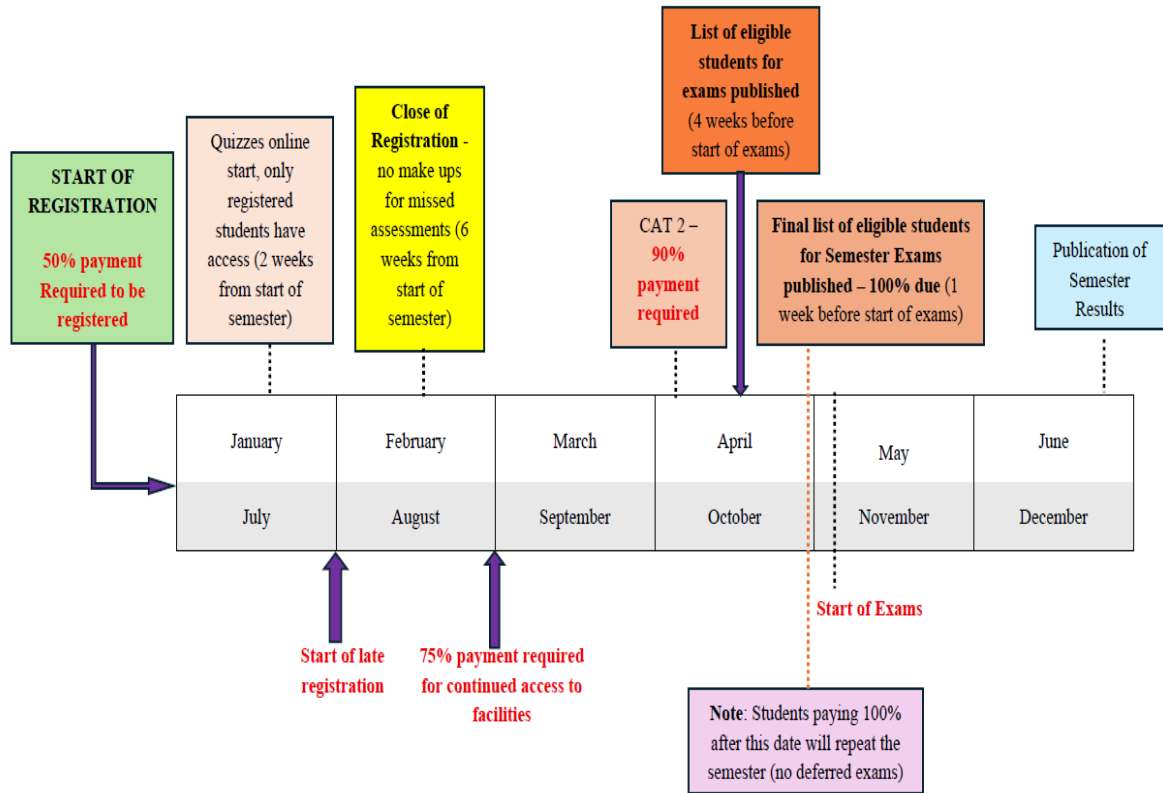 START OF
REGISTRATION
50% payment
Required to be
registered
Quizzes online
start, only
registered
students have
access (2 weeks
from start of
semester)
Close of
Registration -
no make ups
for missed
assessments (6
weeks from
start of
semester)
CAT 2 –
90%
payment
required
List of eligible
students for
exams published
(4 weeks before
start of exams)
Final list of eligible students
for Semester Exams
published – 100% due (1
week before start of exams)
Publication of
Semester
Results
January
February
March
April
May
June
July
August
September
October
November
December
Start of late
registration
75% payment required
for continued access to
facilities
Start of Exams
Note: Students paying 100%
after this date will repeat the
semester (no deferred exams)